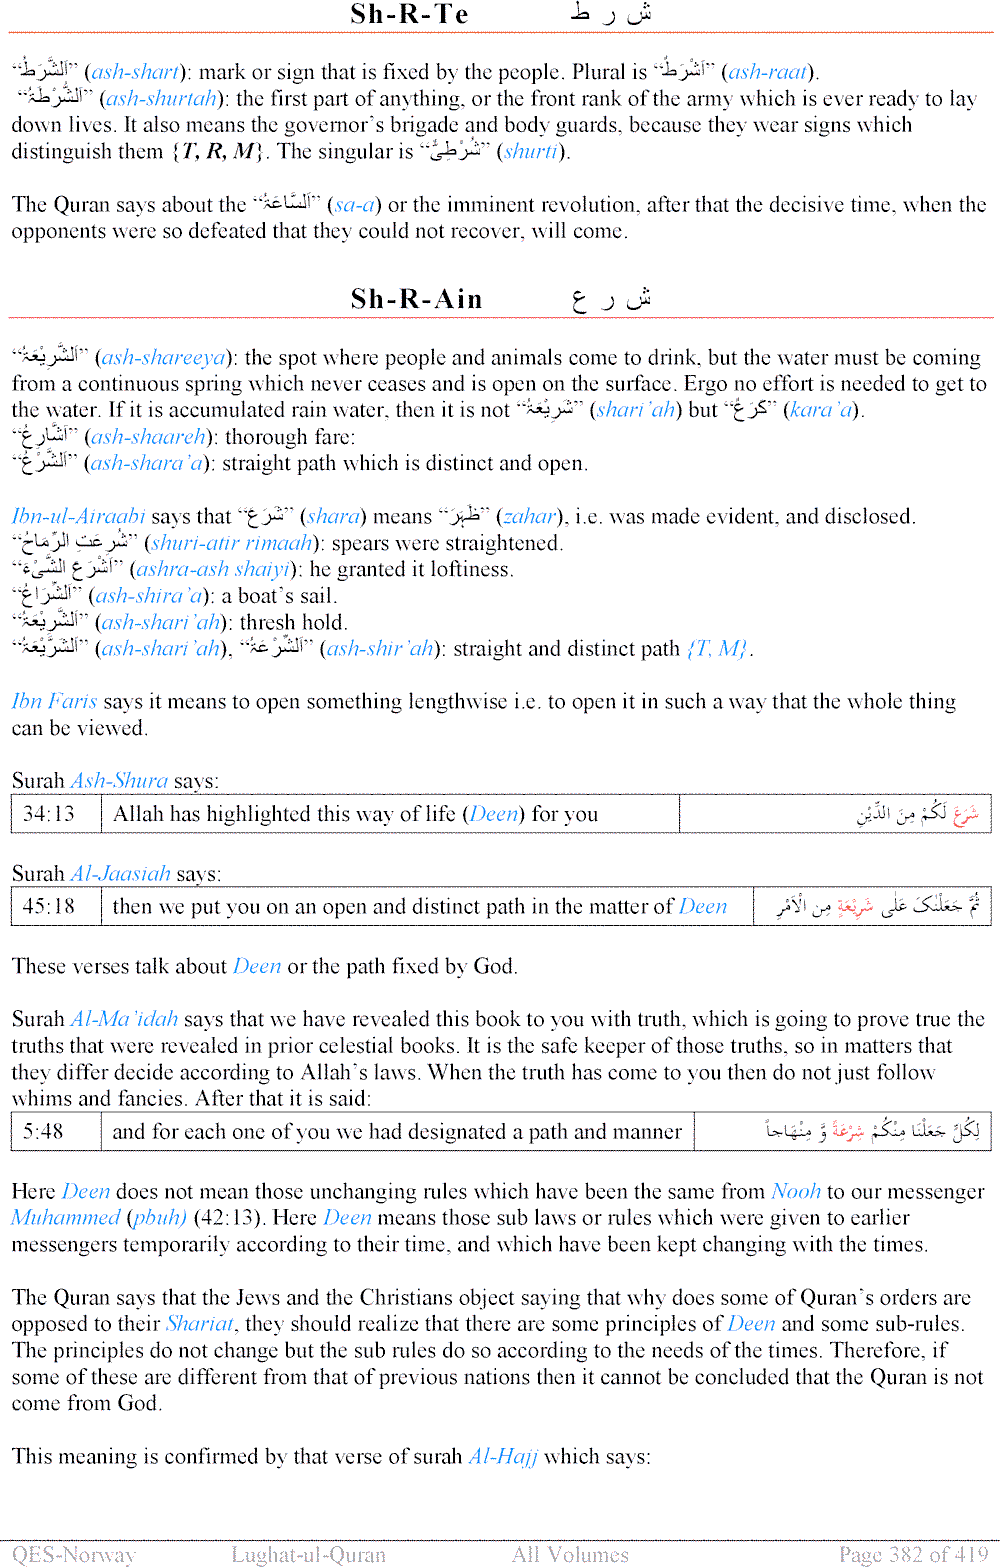 Sh-R-Te ش ر ط
“اَلشَّرَطُ” (ash-shart): mark or sign that is fixed by the people. Plural is “اَشْرَطٌ” (ash-raat).
“اَلشُّرْطَۃُ” (ash-shurtah): the first part of anything, or the front rank of the army which is ever ready to lay
down lives. It also means the governor’s brigade and body guards, because they wear signs which
distinguish them {T, R, M}. The singular is “شُرْطِیٌّ” (shurti).
The Quran says about the “اَلسَّاعَۃُ” (sa-a) or the imminent revolution, after that the decisive time, when the
opponents were so defeated that they could not recover, will come.
Sh-R-Ain ش ر ع
“اَلشَّرِیْعَۃُ” (ash-shareeya): the spot where people and animals come to drink, but the water must be coming
from a continuous spring which never ceases and is open on the surface. Ergo no effort is needed to get to
the water. If it is accumulated rain water, then it is not “شَرِیْعَۃٌ” (shari’ah) but “کَرَعٌ” (kara’a).
“اَشَّارِعُ” (ash-shaareh): thorough fare:
“اَلشَّرْعُ” (ash-shara’a): straight path which is distinct and open.
Ibn-ul-Airaabi says that “شَرَعَ” (shara) means “ظَہَرَ” (zahar), i.e. was made evident, and disclosed.
“شُرِعَتِ الرِّمَاحُ” (shuri-atir rimaah): spears were straightened.
“اَشْرَعَ الشَّیْءَ” (ashra-ash shaiyi): he granted it loftiness.
“اَلشِّرَاعُ” (ash-shira’a): a boat’s sail.
“اَلشَّرِیْعَۃُ” (ash-shari’ah): thresh hold.
“اَلشَرَّیْعَۃُ” (ash-shari’ah), “اَلشِّرْعَۃُ” (ash-shir’ah): straight and distinct path {T, M}.
Ibn Faris says it means to open something lengthwise i.e. to open it in such a way that the whole thing
can be viewed.
Surah Ash-Shura says:
34:13 Allah has highlighted this way of life (Deen) for you شَرَعَ لَکُمْ مِنَ الدِّیْنِ
Surah Al-Jaasiah says:
45:18 then we put you on an open and distinct path in the matter of Deen ثُمَّ جَعَلْنٰکَ عَلٰی شَرِیْعَۃٍ مِن الْاَمْرِ
These verses talk about Deen or the path fixed by God.
Surah Al-Ma’idah says that we have revealed this book to you with truth, which is going to prove true the
truths that were revealed in prior celestial books. It is the safe keeper of those truths, so in matters that
they differ decide according to Allah’s laws. When the truth has come to you then do not just follow
whims and fancies. After that it is said:
5:48 and for each one of you we had designated a path and manner لِکُلٍّ جَعَلْنَا مِنْکُمْ شِرْعَۃً وَّ مِنْھَاجاً
Here Deen does not mean those unchanging rules which have been the same from Nooh to our messenger
Muhammed (pbuh) (42:13). Here Deen means those sub laws or rules which were given to earlier
messengers temporarily according to their time, and which have been kept changing with the times.
The Quran says that the Jews and the Christians object saying that why does some of Quran’s orders are
opposed to their Shariat, they should realize that there are some principles of Deen and some sub-rules.
The principles do not change but the sub rules do so according to the needs of the times. Therefore, if
some of these are different from that of previous nations then it cannot be concluded that the Quran is not
come from God.
This meaning is confirmed by that verse of surah Al-Hajj which says:
QES-Norway Lughat-ul-Quran All Volumes Page 382 of 419